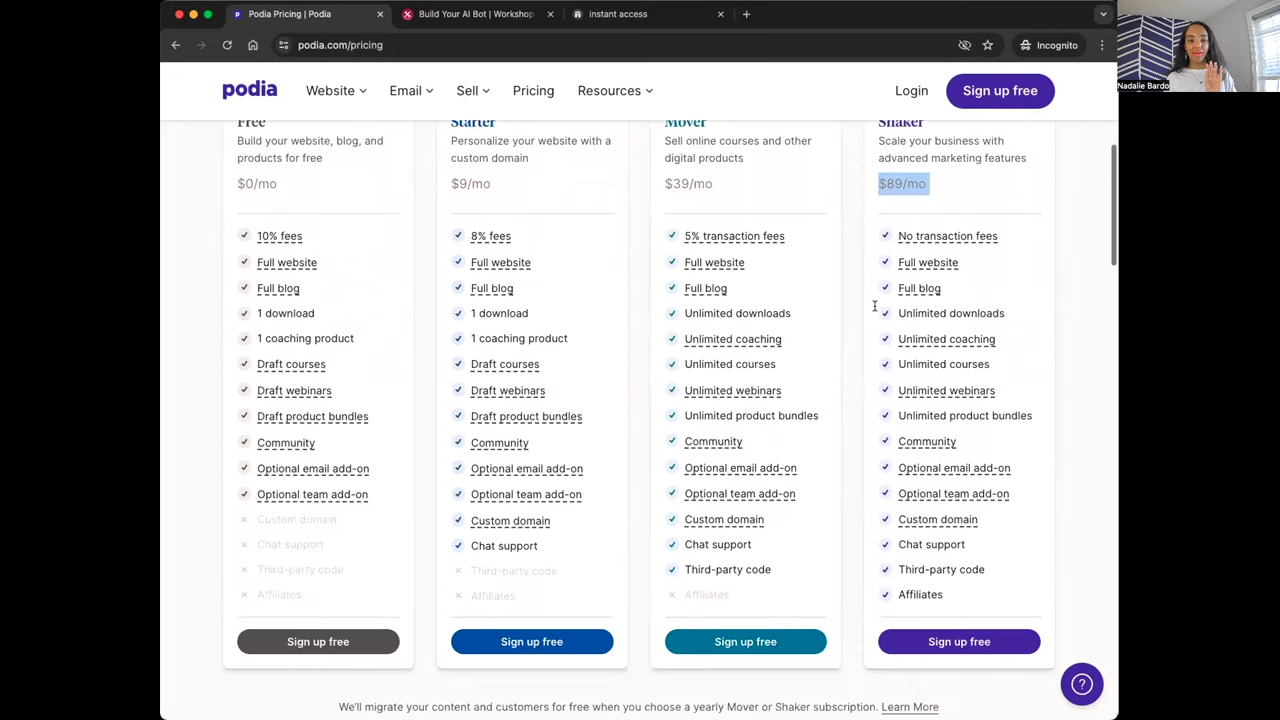 Podia Pricing | Podia
Build Your AI Bot | Workshop
instant access
podia.com/pricing
Incognito
Nadalie Bardo
podia
Website
Email
Sell
Pricing
Resources
Login
Sign up free
Free
Build your website, blog, and
products for free
$0/mo
10% fees
Full website
Full blog
1 download
1 coaching product
Draft courses
Draft webinars
Draft product bundles
Community
Optional email add-on
Optional team add-on
Custom domain
Chat support
Third-party code
Affiliates
Sign up free
Starter
Personalize your website with a
custom domain
$9/mo
8% fees
Full website
Full blog
1 download
1 coaching product
Draft courses
Draft webinars
Draft product bundles
Community
Optional email add-on
Optional team add-on
Custom domain
Chat support
Third-party code
Affiliates
Sign up free
Mover
Sell online courses and other
digital products
$39/mo
5% transaction fees
Full website
Full blog
Unlimited downloads
Unlimited coaching
Unlimited courses
Unlimited webinars
Unlimited product bundles
Community
Optional email add-on
Optional team add-on
Custom domain
Chat support
Third-party code
Affiliates
Sign up free
Shaker
Scale your business with
advanced marketing features
$89/mo
No transaction fees
Full website
Full blog
Unlimited downloads
Unlimited coaching
Unlimited courses
Unlimited webinars
Unlimited product bundles
Community
Optional email add-on
Optional team add-on
Custom domain
Chat support
Third-party code
Affiliates
Sign up free
We'll migrate your content and customers for free when you choose a yearly Mover or Shaker subscription. Learn More